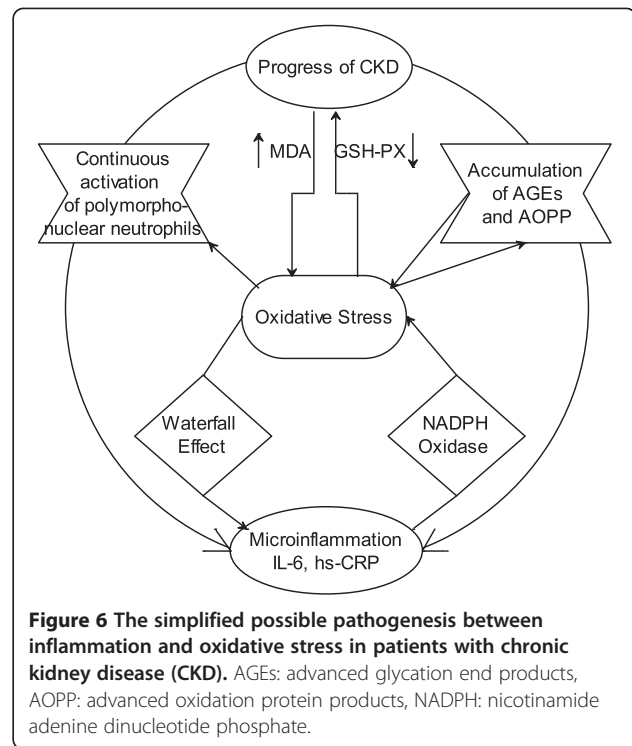 Progress of CKD
↑ MDA GSH-PX ↓
Continuous
activation
of polymorpho-
nuclear neutrophils
Accumulation
of AGEs
and AOPP
Oxidative Stress
Waterfall
Effect
NADPH
Oxidase
Microinflammation
IL-6, hs-CRP
Figure 6 The simplified possible pathogenesis between
inflammation and oxidative stress in patients with chronic
kidney disease (CKD). AGEs: advanced glycation end products,
AOPP: advanced oxidation protein products, NADPH: nicotinamide
adenine dinucleotide phosphate.